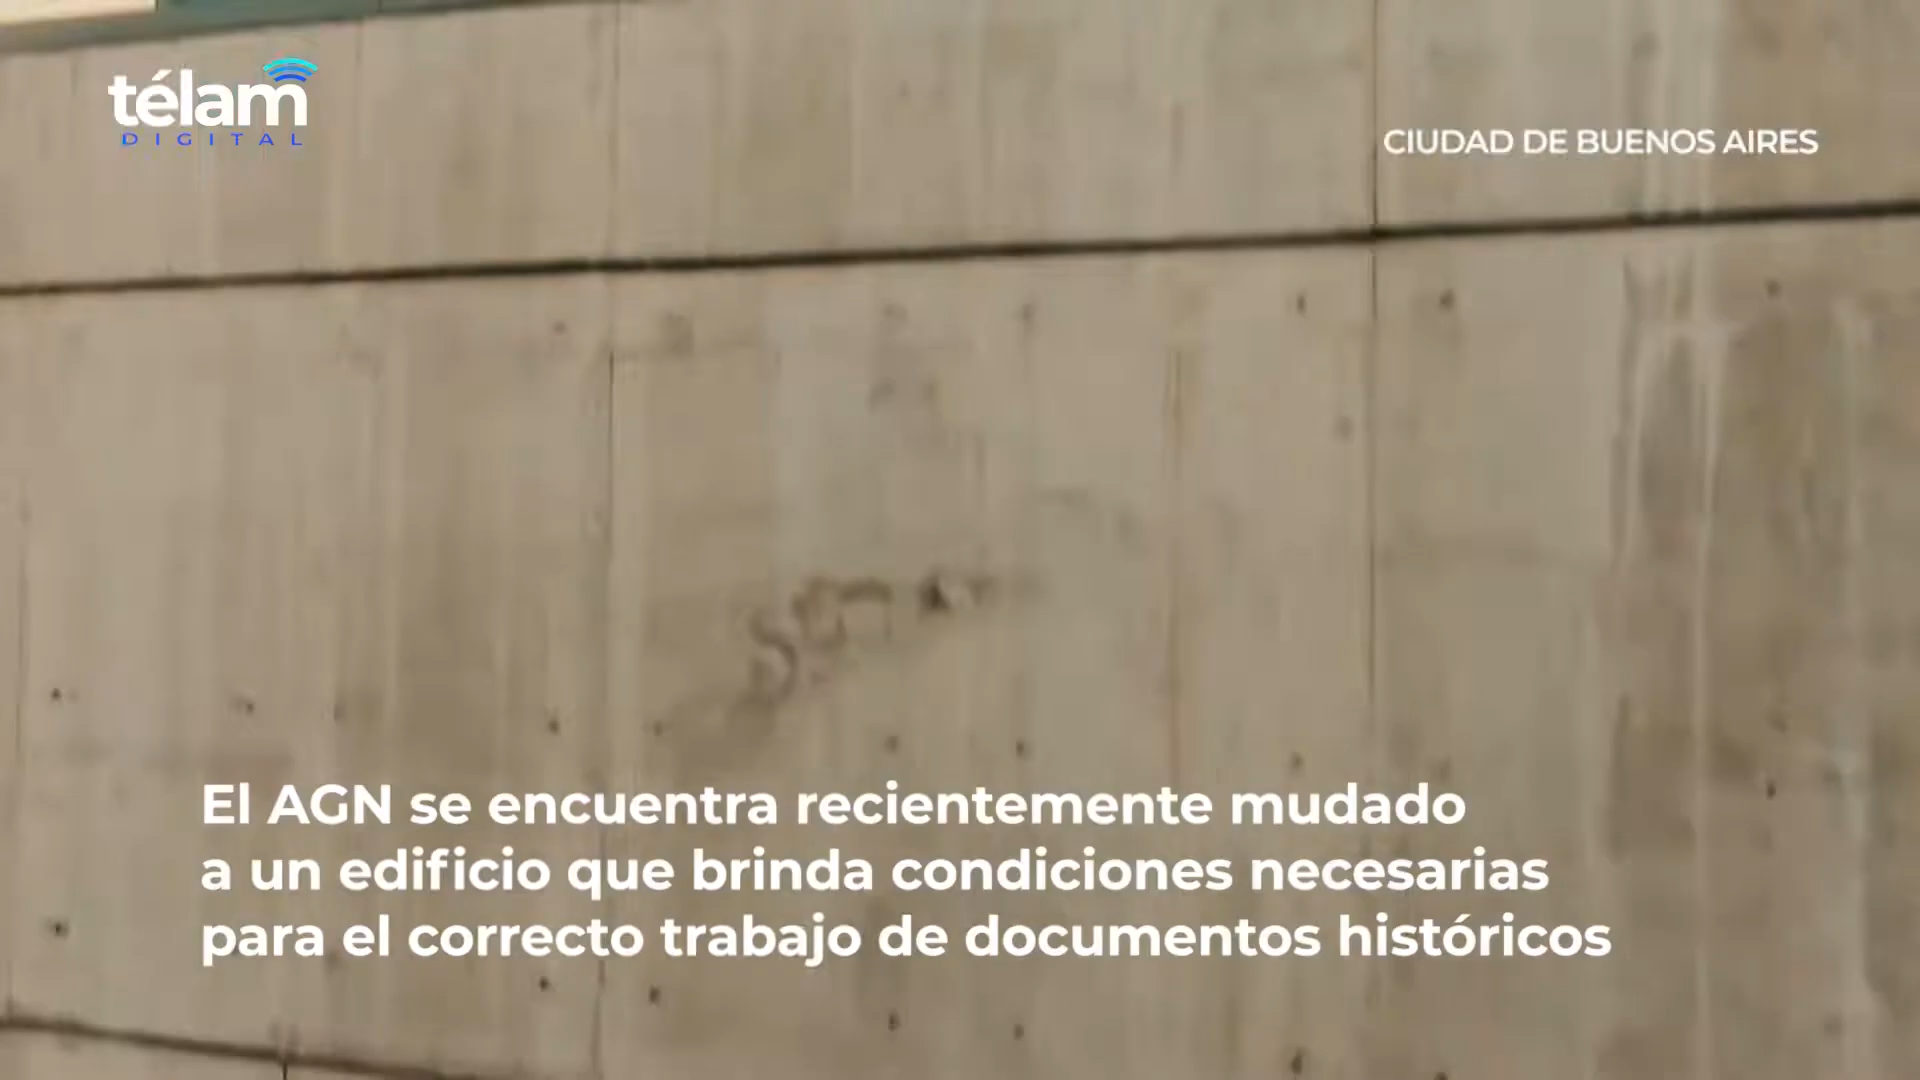 télam
DIGITAL
CIUDAD DE BUENOS AIRES
El AGN se encuentra recientemente mudado
a un edificio que brinda condiciones necesarias
para el correcto trabajo de documentos históricos